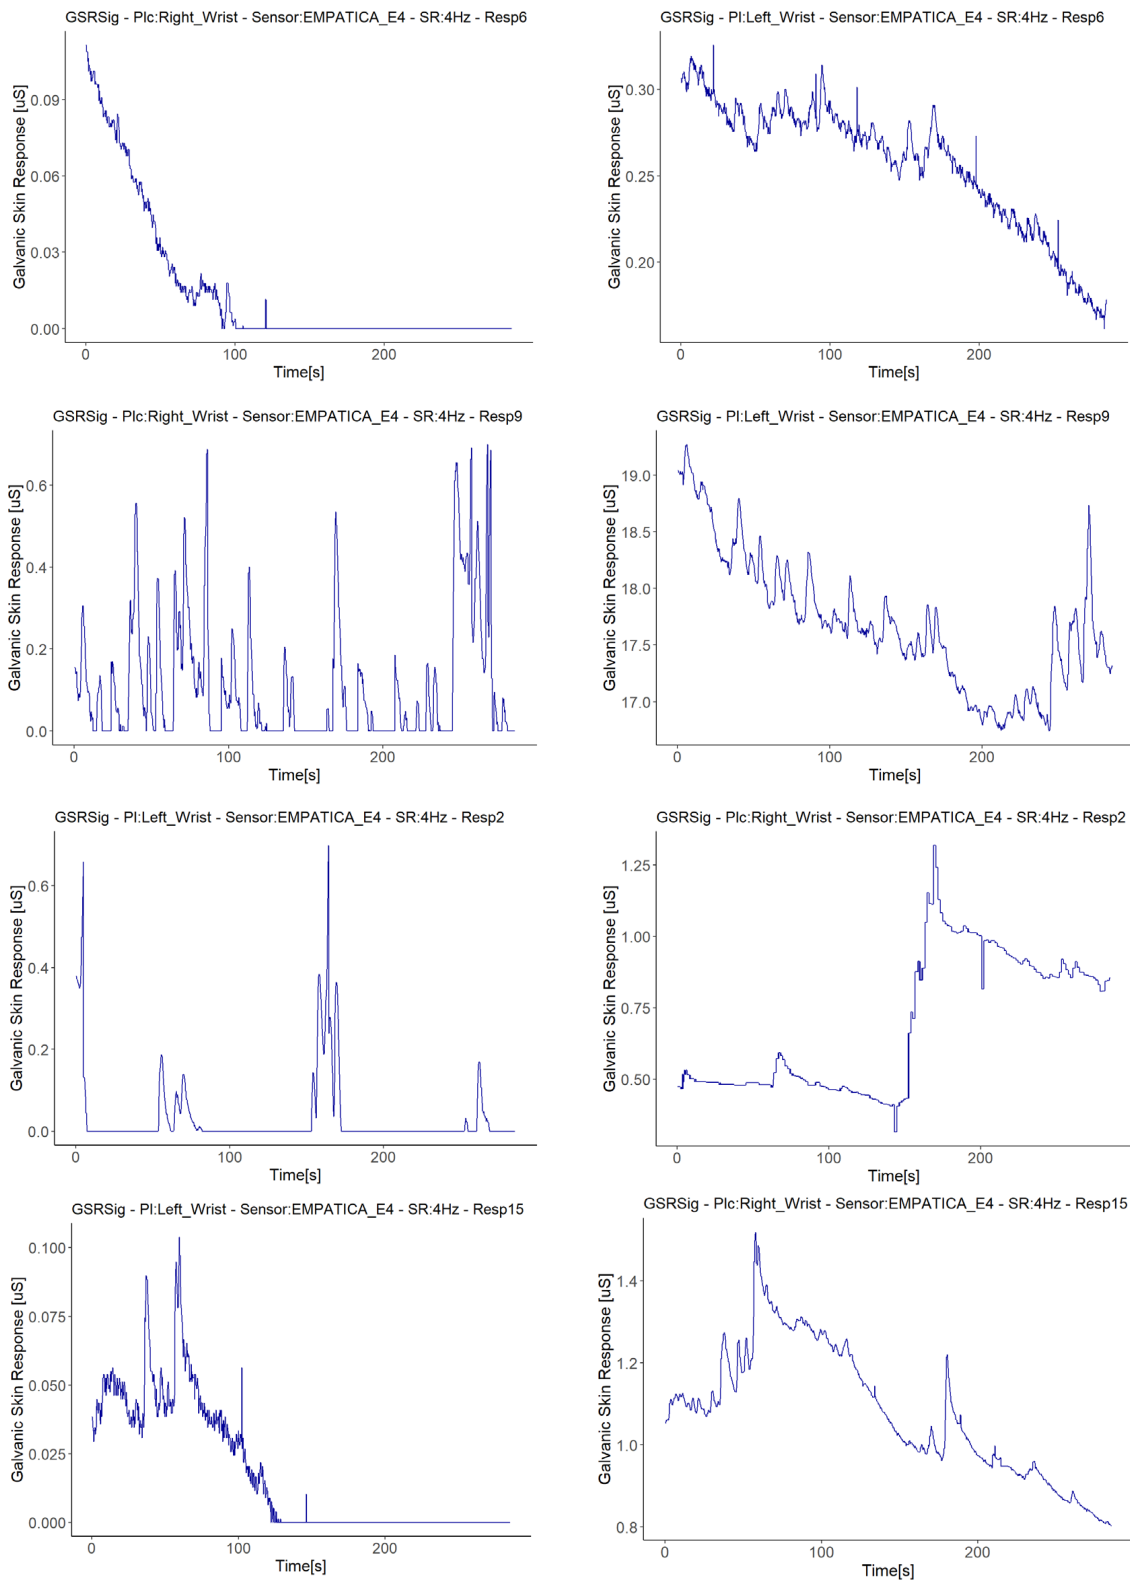 GSRSig - Plc:Right_Wrist - Sensor:EMPATICA_E4 - SR:4Hz - Resp6
Galvanic Skin Response [uS]
0.09
0.06
0.03
0.00
0 100 200
Time[s]
GSRSig - Pl:Left_Wrist - Sensor:EMPATICA_E4 - SR:4Hz - Resp6
Galvanic Skin Response [uS]
0.30
0.25
0.20
0 100 200
Time[s]
GSRSig - Plc:Right_Wrist - Sensor:EMPATICA_E4 - SR:4Hz - Resp9
Galvanic Skin Response [uS]
0.6
0.4
0.2
0.0
0 100 200
Time[s]
GSRSig - Pl:Left_Wrist - Sensor:EMPATICA_E4 - SR:4Hz - Resp9
Galvanic Skin Response [uS]
19.0
18.5
18.0
17.5
17.0
0 100 200
Time[s]
GSRSig - Pl:Left_Wrist - Sensor:EMPATICA_E4 - SR:4Hz - Resp2
Galvanic Skin Response [uS]
0.6
0.4
0.2
0.0
0 100 200
Time[s]
GSRSig - Plc:Right_Wrist - Sensor:EMPATICA_E4 - SR:4Hz - Resp2
Galvanic Skin Response [uS]
1.25
1.00
0.75
0.50
0 100 200
Time[s]
GSRSig - Pl:Left_Wrist - Sensor:EMPATICA_E4 - SR:4Hz - Resp15
Galvanic Skin Response [uS]
0.100
0.075
0.050
0.025
0.000
0 100 200
Time[s]
GSRSig - Plc:Right_Wrist - Sensor:EMPATICA_E4 - SR:4Hz - Resp15
Galvanic Skin Response [uS]
1.4
1.2
1.0
0.8
0 100 200
Time[s]